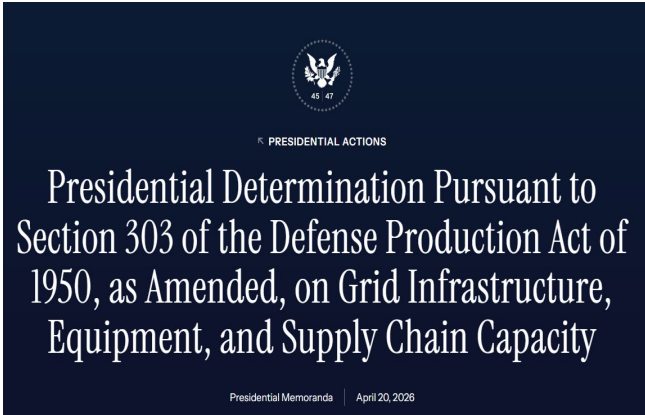 45 47
PRESIDENTIAL ACTIONS
Presidential Determination Pursuant to
Section 303 of the Defense Production Act of
1950, as Amended, on Grid Infrastructure,
Equipment, and Supply Chain Capacity
Presidential Memoranda April 20, 2026